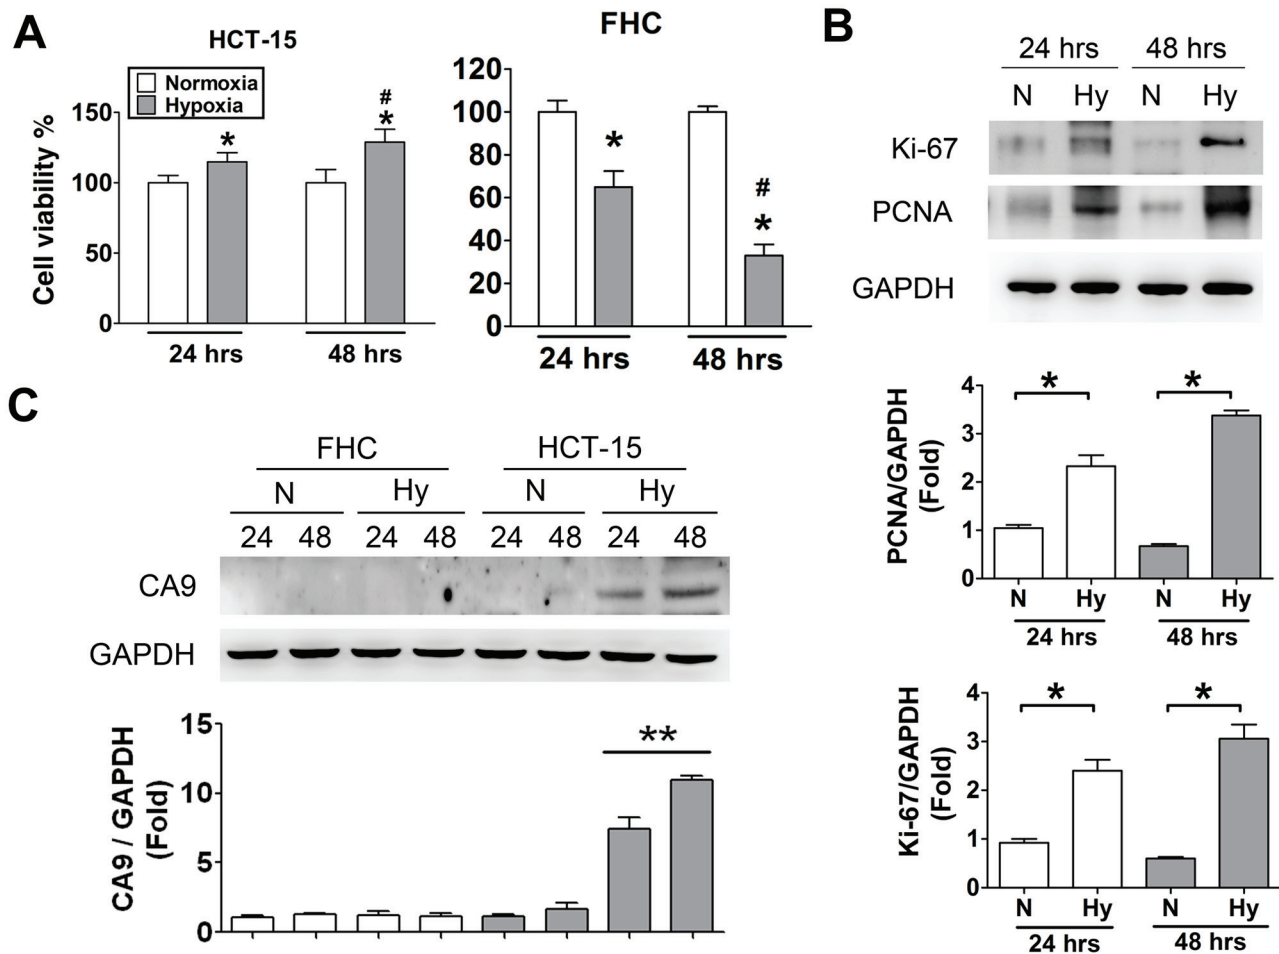 A
HCT-15
Normoxia
Hypoxia
Cell viability %
150
100
50
0
24 hrs
48 hrs
*
#
*
FHC
120
100
80
60
40
20
0
24 hrs
48 hrs
*
#
*
B
24 hrs 48 hrs
N Hy N Hy
Ki-67
PCNA
GAPDH
PCNA/GAPDH
(Fold)
4
3
2
1
0
* *
N Hy N Hy
24 hrs 48 hrs
Ki-67/GAPDH
(Fold)
4
3
2
1
0
* *
N Hy N Hy
24 hrs 48 hrs
C
FHC HCT-15
N Hy N Hy
24 48 24 48 24 48 24 48
CA9
GAPDH
CA9 / GAPDH
(Fold)
15
10
5
0
**